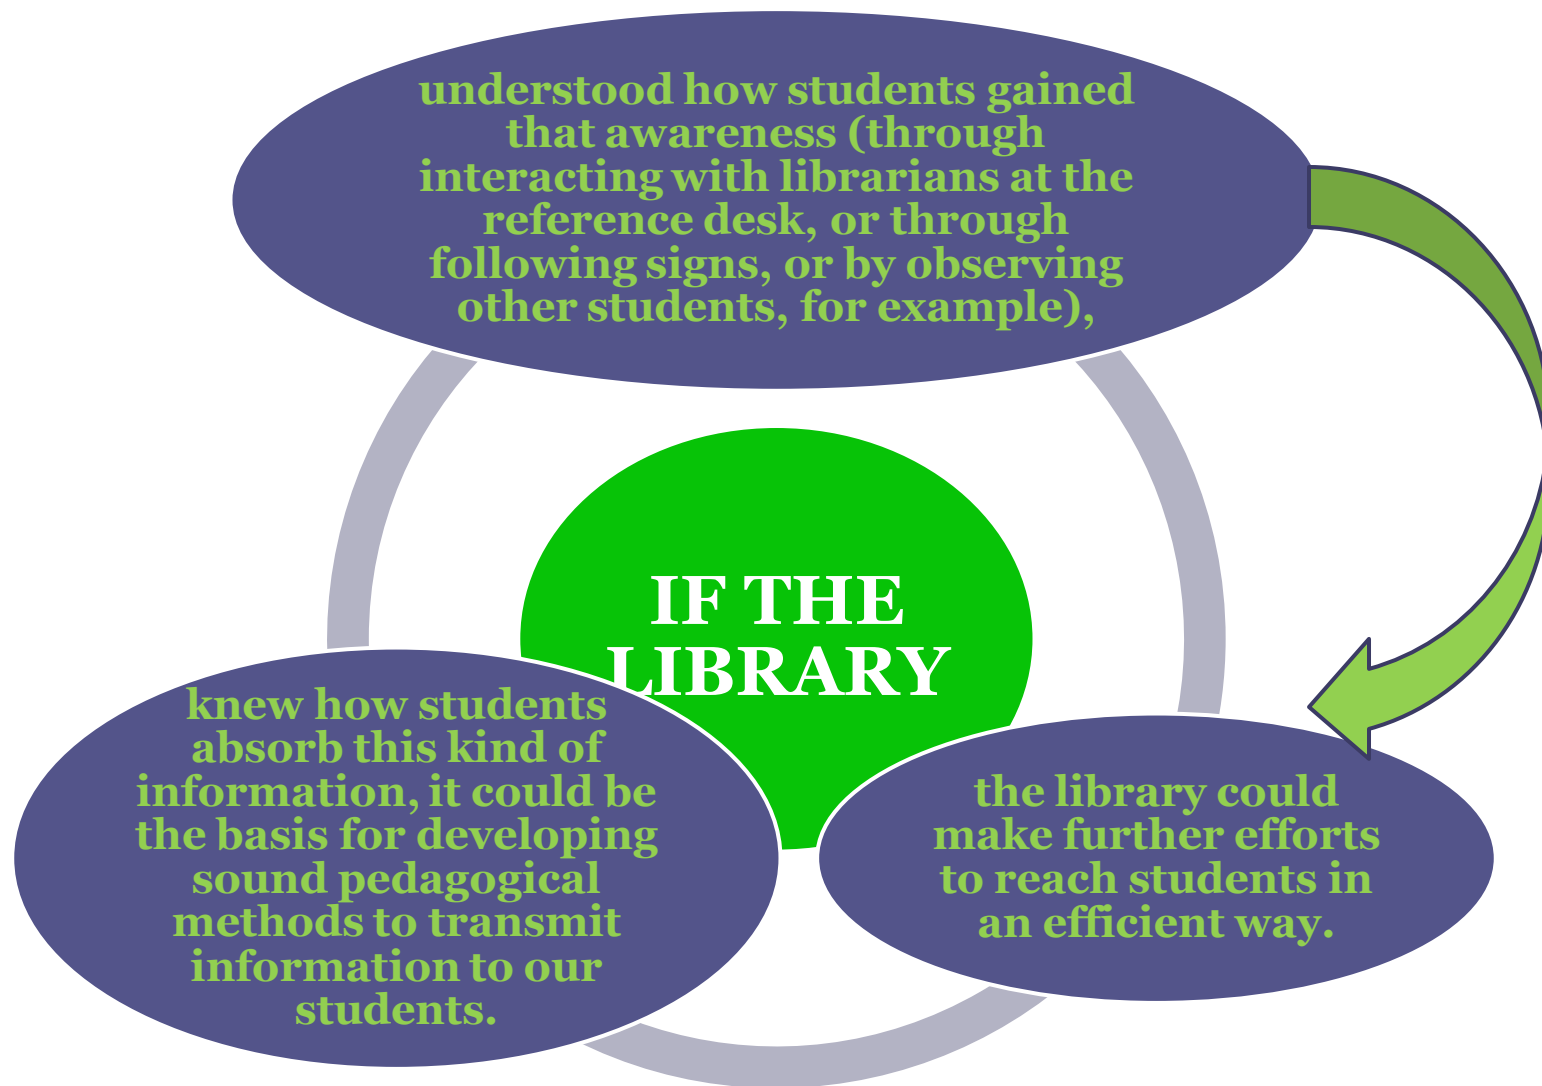 understood how students gained
that awareness (through
interacting with librarians at the
reference desk, or through
following signs, or by observing
other students, for example),
IF THE
LIBRARY
knew how students
absorb this kind of
information, it could be
the basis for developing
sound pedagogical
methods to transmit
information to our
students.
the library could
make further efforts
to reach students in
an efficient way.